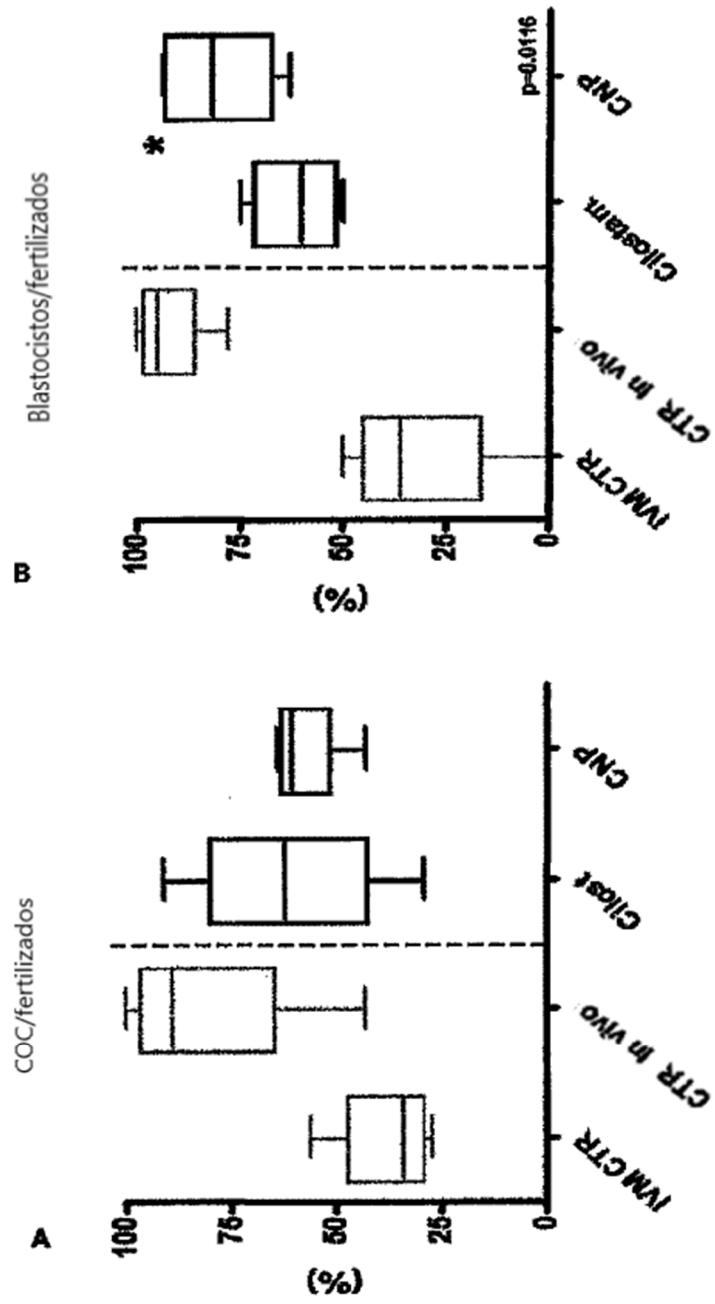 A
COC/fertilizados
(%)
100
75
50
25
0
IVM CTR
CTR In vivo
Cilost
CNP
B
Blastocistos/fertilizados
(%)
100
75
50
25
0
IVM CTR
CTR In vivo
Cilostam.
CNP
*
p=0.0116